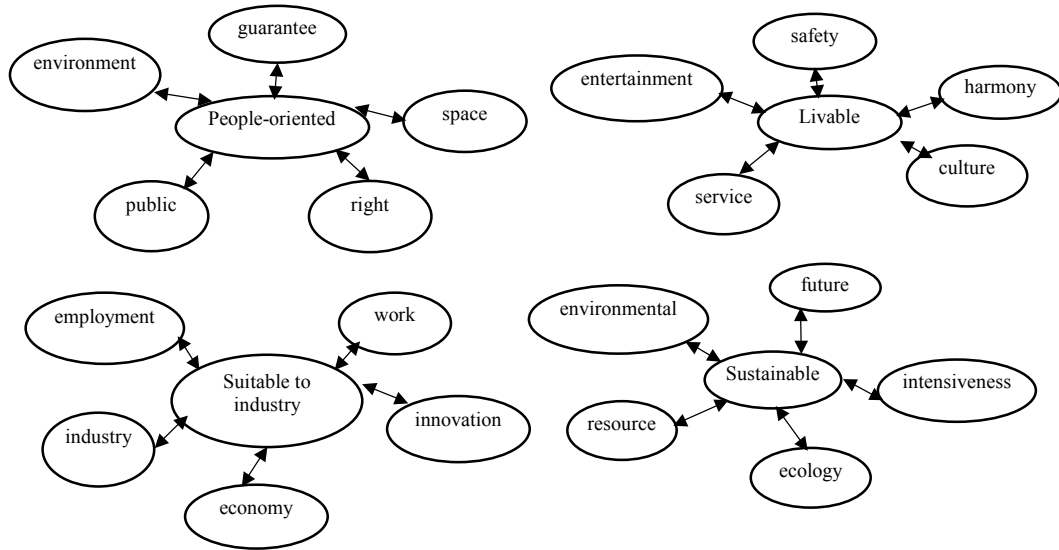 guarantee
environment
People-oriented
space
public
right
safety
entertainment
harmony
Livable
culture
service
employment
work
Suitable to
industry
innovation
industry
economy
future
environmental
Sustainable
intensiveness
resource
ecology